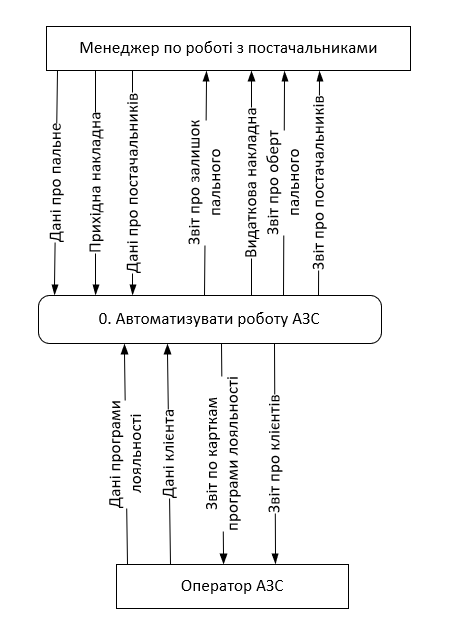 Менеджер по роботі з постачальниками
Дані про пальне
Прихідна накладна
Дані про постачальників
Звіт про залишок
пального
Видаткова накладна
Звіт про оберт
пального
Звіт про постачальників
0. Автоматизувати роботу АЗС
Дані програми
лояльності
Дані клієнта
Звіт по карткам
програми лояльності
Звіт про клієнтів
Оператор АЗС